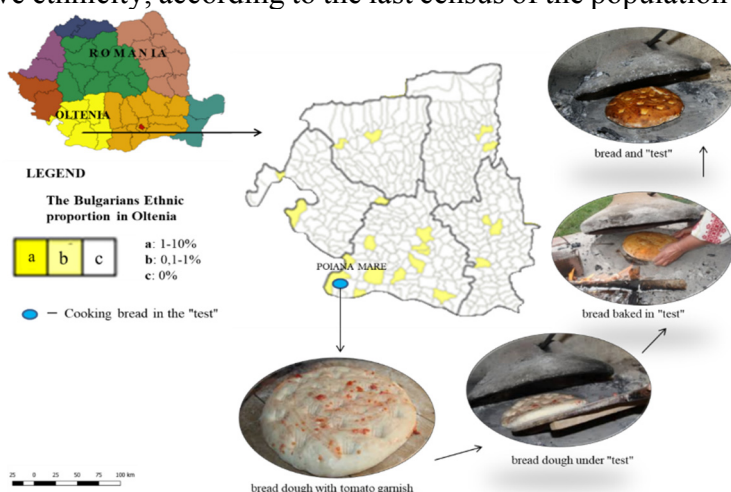 ve ethnicity, according to the last census of the population
ROMANIA
OLTENIA
LEGEND
The Bulgarians Ethnic
proportion in Oltenia
a b c
a: 1-10%
b: 0,1-1%
c: 0%
– Cooking bread in the "test"
POIANA MARE
bread and "test"
bread baked in "test"
bread dough under "test"
bread dough with tomato garnish
25 0 25 50 75 100 km